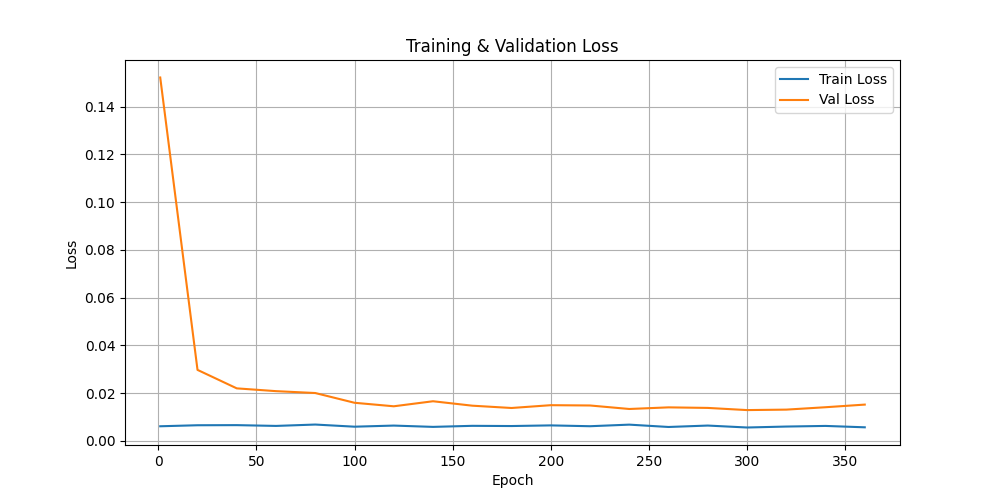 Training & Validation Loss
Train Loss
Val Loss
0.14
0.12
0.10
0.08
0.06
0.04
0.02
0.00
Loss
0 50 100 150 200 250 300 350
Epoch